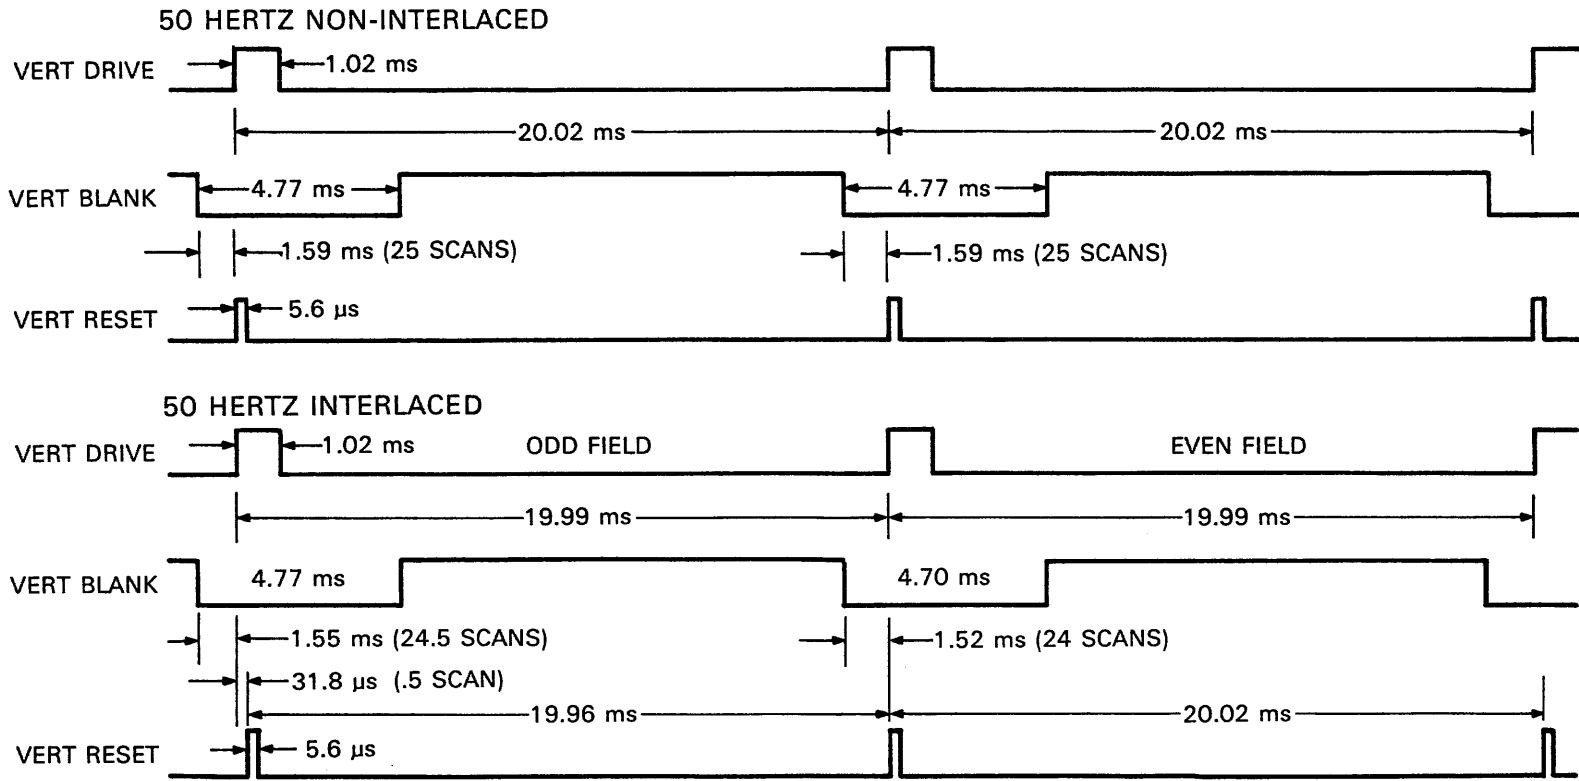 50 HERTZ NON-INTERLACED
VERT DRIVE
1.02 ms
20.02 ms
20.02 ms
VERT BLANK
4.77 ms
4.77 ms
1.59 ms (25 SCANS)
1.59 ms (25 SCANS)
VERT RESET
5.6 µs
50 HERTZ INTERLACED
VERT DRIVE
1.02 ms
ODD FIELD
EVEN FIELD
19.99 ms
19.99 ms
VERT BLANK
4.77 ms
4.70 ms
1.55 ms (24.5 SCANS)
1.52 ms (24 SCANS)
31.8 µs (.5 SCAN)
19.96 ms
20.02 ms
VERT RESET
5.6 µs